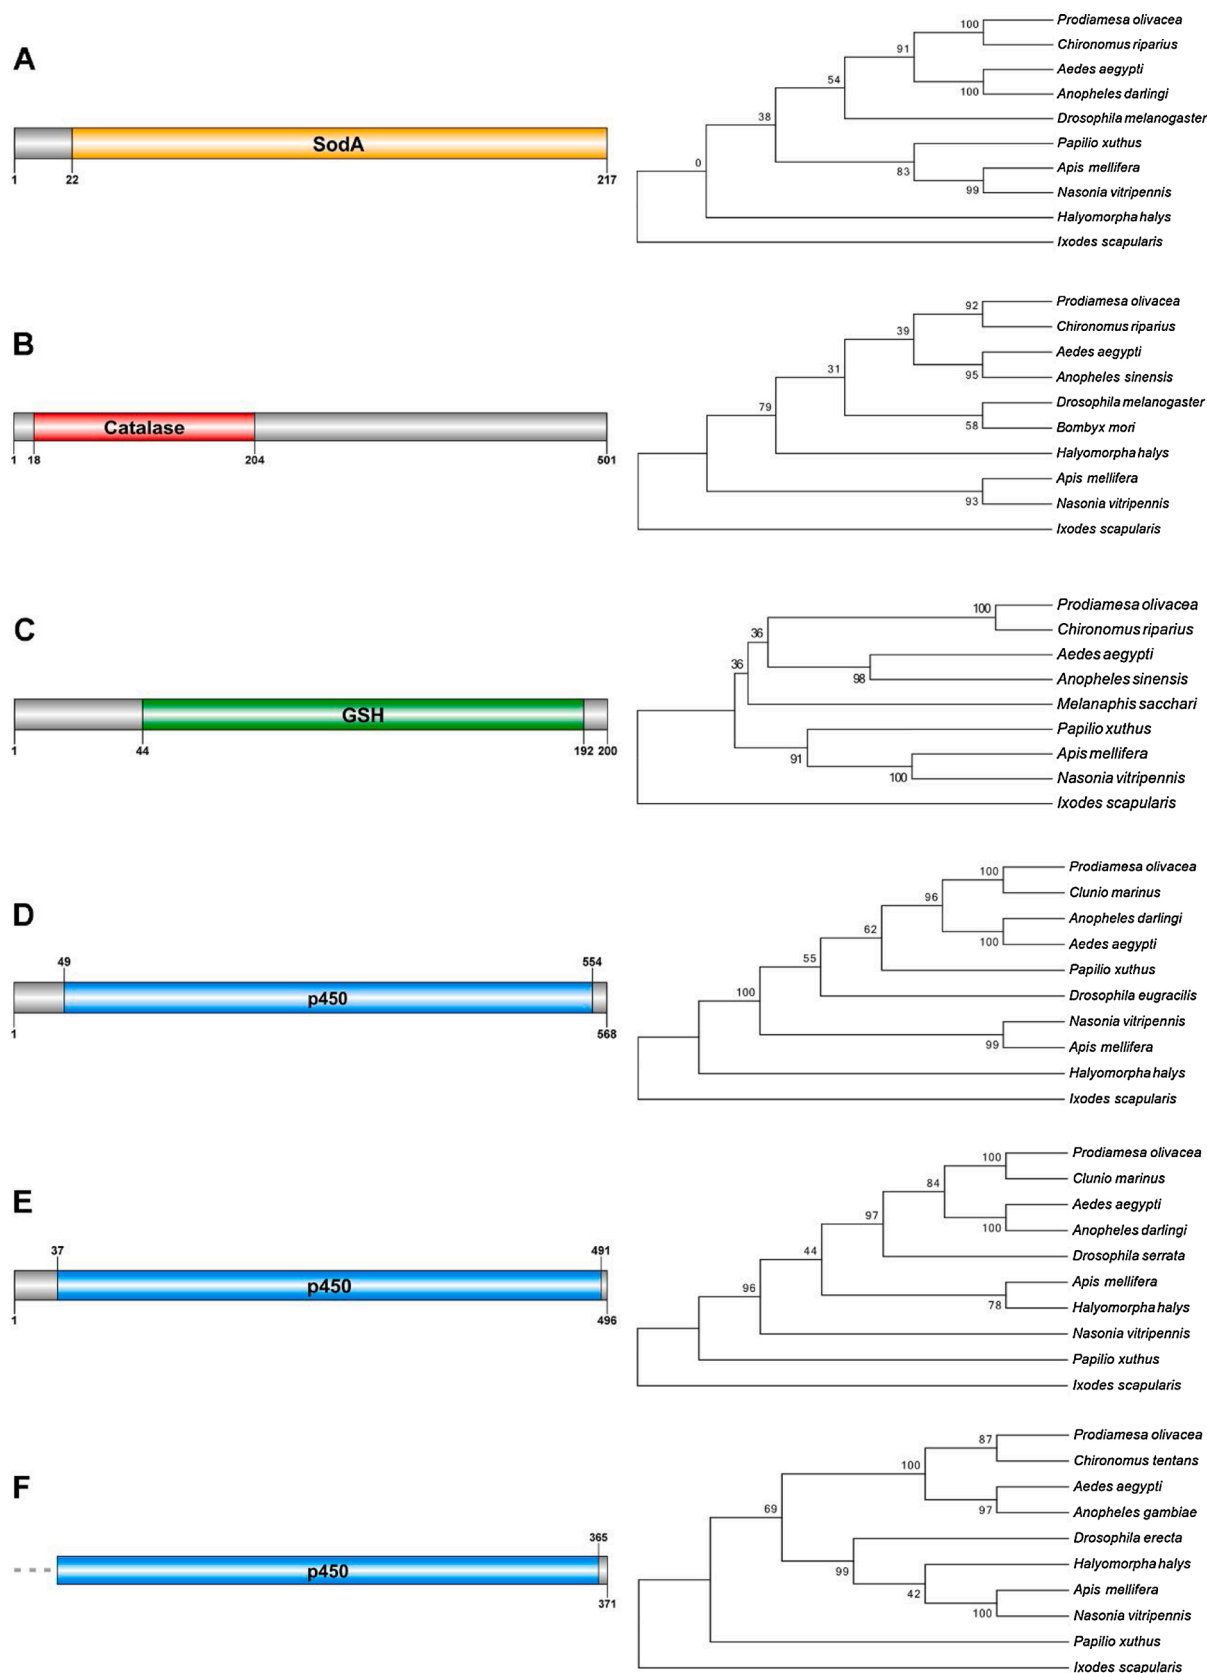 A
SodA
1 22 217
100
Prodiamesa olivacea
Chironomus riparius
91
Aedes aegypti
100
Anopheles darlingi
54
Drosophila melanogaster
38
Papilio xuthus
83
Apis mellifera
99
Nasonia vitripennis
0
Halyomorpha halys
Ixodes scapularis
B
Catalase
1 18 204 501
92
Prodiamesa olivacea
Chironomus riparius
39
Aedes aegypti
95
Anopheles sinensis
31
Drosophila melanogaster
58
Bombyx mori
79
Halyomorpha halys
Apis mellifera
93
Nasonia vitripennis
Ixodes scapularis
C
GSH
1 44 192 200
100
Prodiamesa olivacea
Chironomus riparius
36
Aedes aegypti
98
Anopheles sinensis
36
Melanaphis sacchari
Papilio xuthus
91
Apis mellifera
100
Nasonia vitripennis
Ixodes scapularis
D
49 554
p450
1 568
100
Prodiamesa olivacea
Clunio marinus
96
Anopheles darlingi
100
Aedes aegypti
62
Papilio xuthus
55
Drosophila eugracilis
100
Nasonia vitripennis
99
Apis mellifera
Halyomorpha halys
Ixodes scapularis
E
37 491
p450
1 496
100
Prodiamesa olivacea
Clunio marinus
84
Aedes aegypti
100
Anopheles darlingi
97
Drosophila serrata
44
Apis mellifera
78
Halyomorpha halys
96
Nasonia vitripennis
Papilio xuthus
Ixodes scapularis
F
365
p450
371
87
Prodiamesa olivacea
Chironomus tentans
100
Aedes aegypti
97
Anopheles gambiae
69
Drosophila erecta
99
Halyomorpha halys
42
Apis mellifera
100
Nasonia vitripennis
Papilio xuthus
Ixodes scapularis